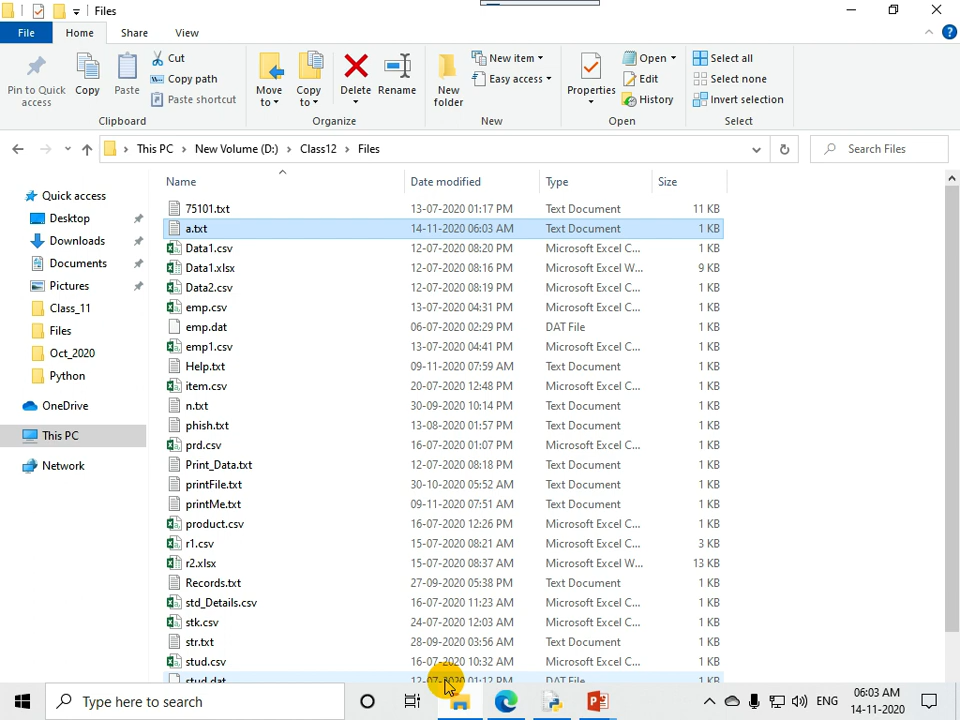 Files
File Home Share View
Pin to Quick access
Copy
Paste
Cut
Copy path
Paste shortcut
Clipboard
Move to
Copy to
Delete
Rename
Organize
New folder
New item
Easy access
New
Properties
Open
Edit
History
Open
Select all
Select none
Invert selection
Select
This PC > New Volume (D:) > Class12 > Files
Search Files
Quick access
Desktop
Downloads
Documents
Pictures
Class_11
Files
Oct_2020
Python
OneDrive
This PC
Network
Name Date modified Type Size
75101.txt 13-07-2020 01:17 PM Text Document 11 KB
a.txt 14-11-2020 06:03 AM Text Document 1 KB
Data1.csv 12-07-2020 08:20 PM Microsoft Excel C... 1 KB
Data1.xlsx 12-07-2020 08:16 PM Microsoft Excel W... 9 KB
Data2.csv 12-07-2020 08:19 PM Microsoft Excel C... 1 KB
emp.csv 13-07-2020 04:31 PM Microsoft Excel C... 1 KB
emp.dat 06-07-2020 02:29 PM DAT File 1 KB
emp1.csv 13-07-2020 04:41 PM Microsoft Excel C... 1 KB
Help.txt 09-11-2020 07:59 AM Text Document 1 KB
item.csv 20-07-2020 12:48 PM Microsoft Excel C... 1 KB
n.txt 30-09-2020 10:14 PM Text Document 1 KB
phish.txt 13-08-2020 01:57 PM Text Document 1 KB
prd.csv 16-07-2020 01:07 PM Microsoft Excel C... 1 KB
Print_Data.txt 12-07-2020 08:18 PM Text Document 1 KB
printFile.txt 30-10-2020 05:52 AM Text Document 1 KB
printMe.txt 09-11-2020 07:51 AM Text Document 1 KB
product.csv 16-07-2020 12:26 PM Microsoft Excel C... 1 KB
r1.csv 15-07-2020 08:21 AM Microsoft Excel C... 3 KB
r2.xlsx 15-07-2020 08:37 AM Microsoft Excel W... 13 KB
Records.txt 27-09-2020 05:38 PM Text Document 1 KB
std_Details.csv 16-07-2020 11:23 AM Microsoft Excel C... 1 KB
stk.csv 24-07-2020 12:03 AM Microsoft Excel C... 1 KB
str.txt 28-09-2020 03:56 AM Text Document 1 KB
stud.csv 16-07-2020 10:32 AM Microsoft Excel C... 1 KB
stud.dat 12-07-2020 01:12 PM DAT File 1 KB
Type here to search
ENG
06:03 AM
14-11-2020